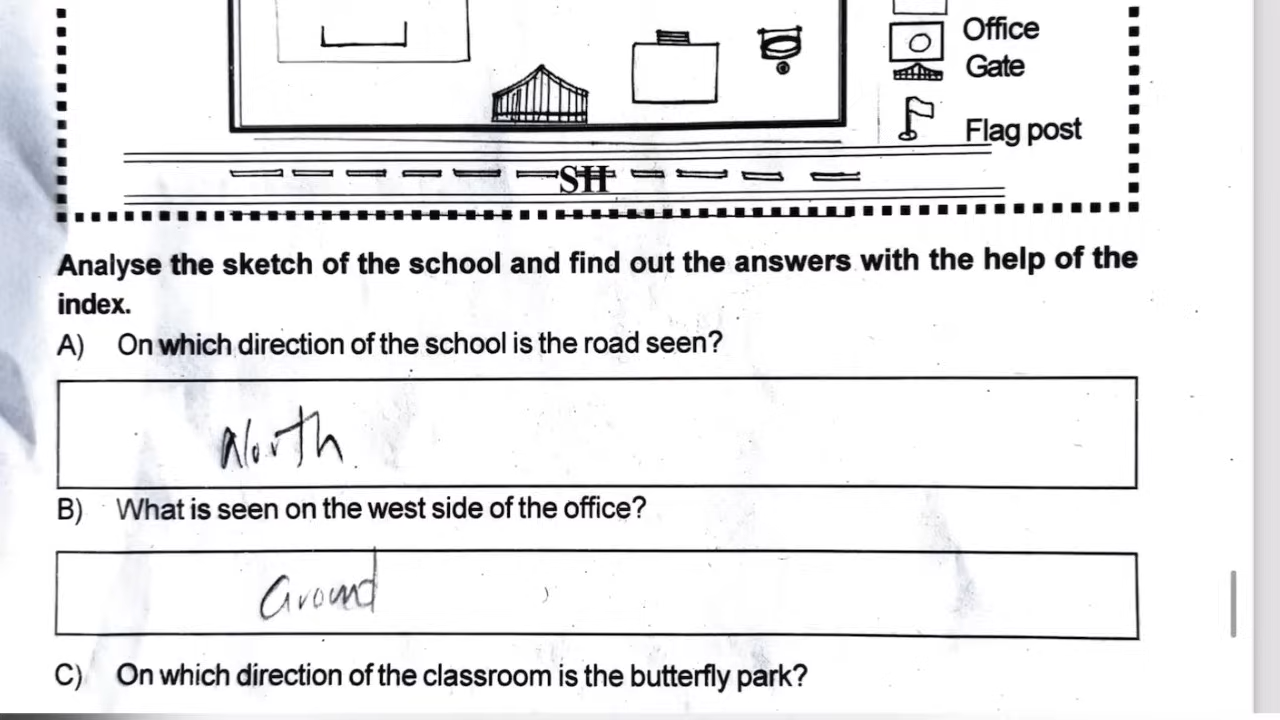 Office
Gate
Flag post
SH
Analyse the sketch of the school and find out the answers with the help of the
index.
A) On which direction of the school is the road seen?
North
B) What is seen on the west side of the office?
Ground
C) On which direction of the classroom is the butterfly park?